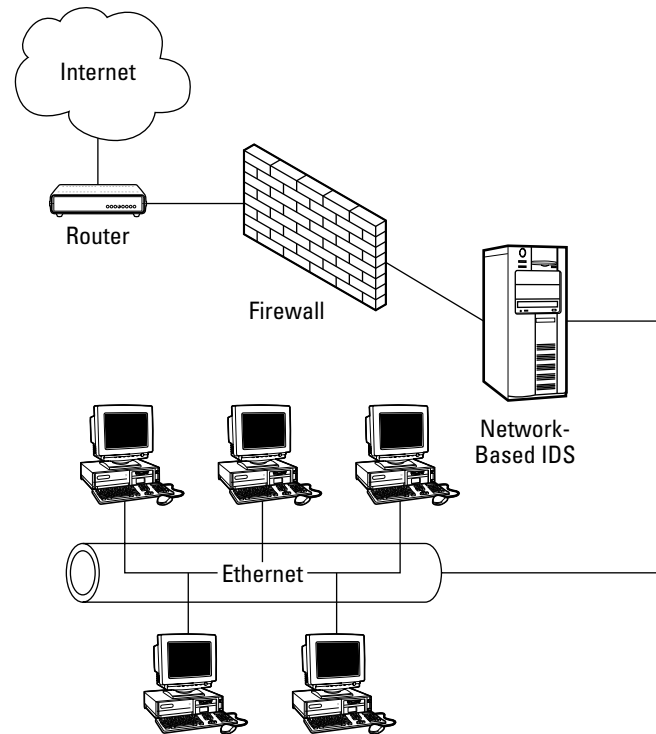 Internet
Router
Firewall
Network-
Based IDS
Ethernet